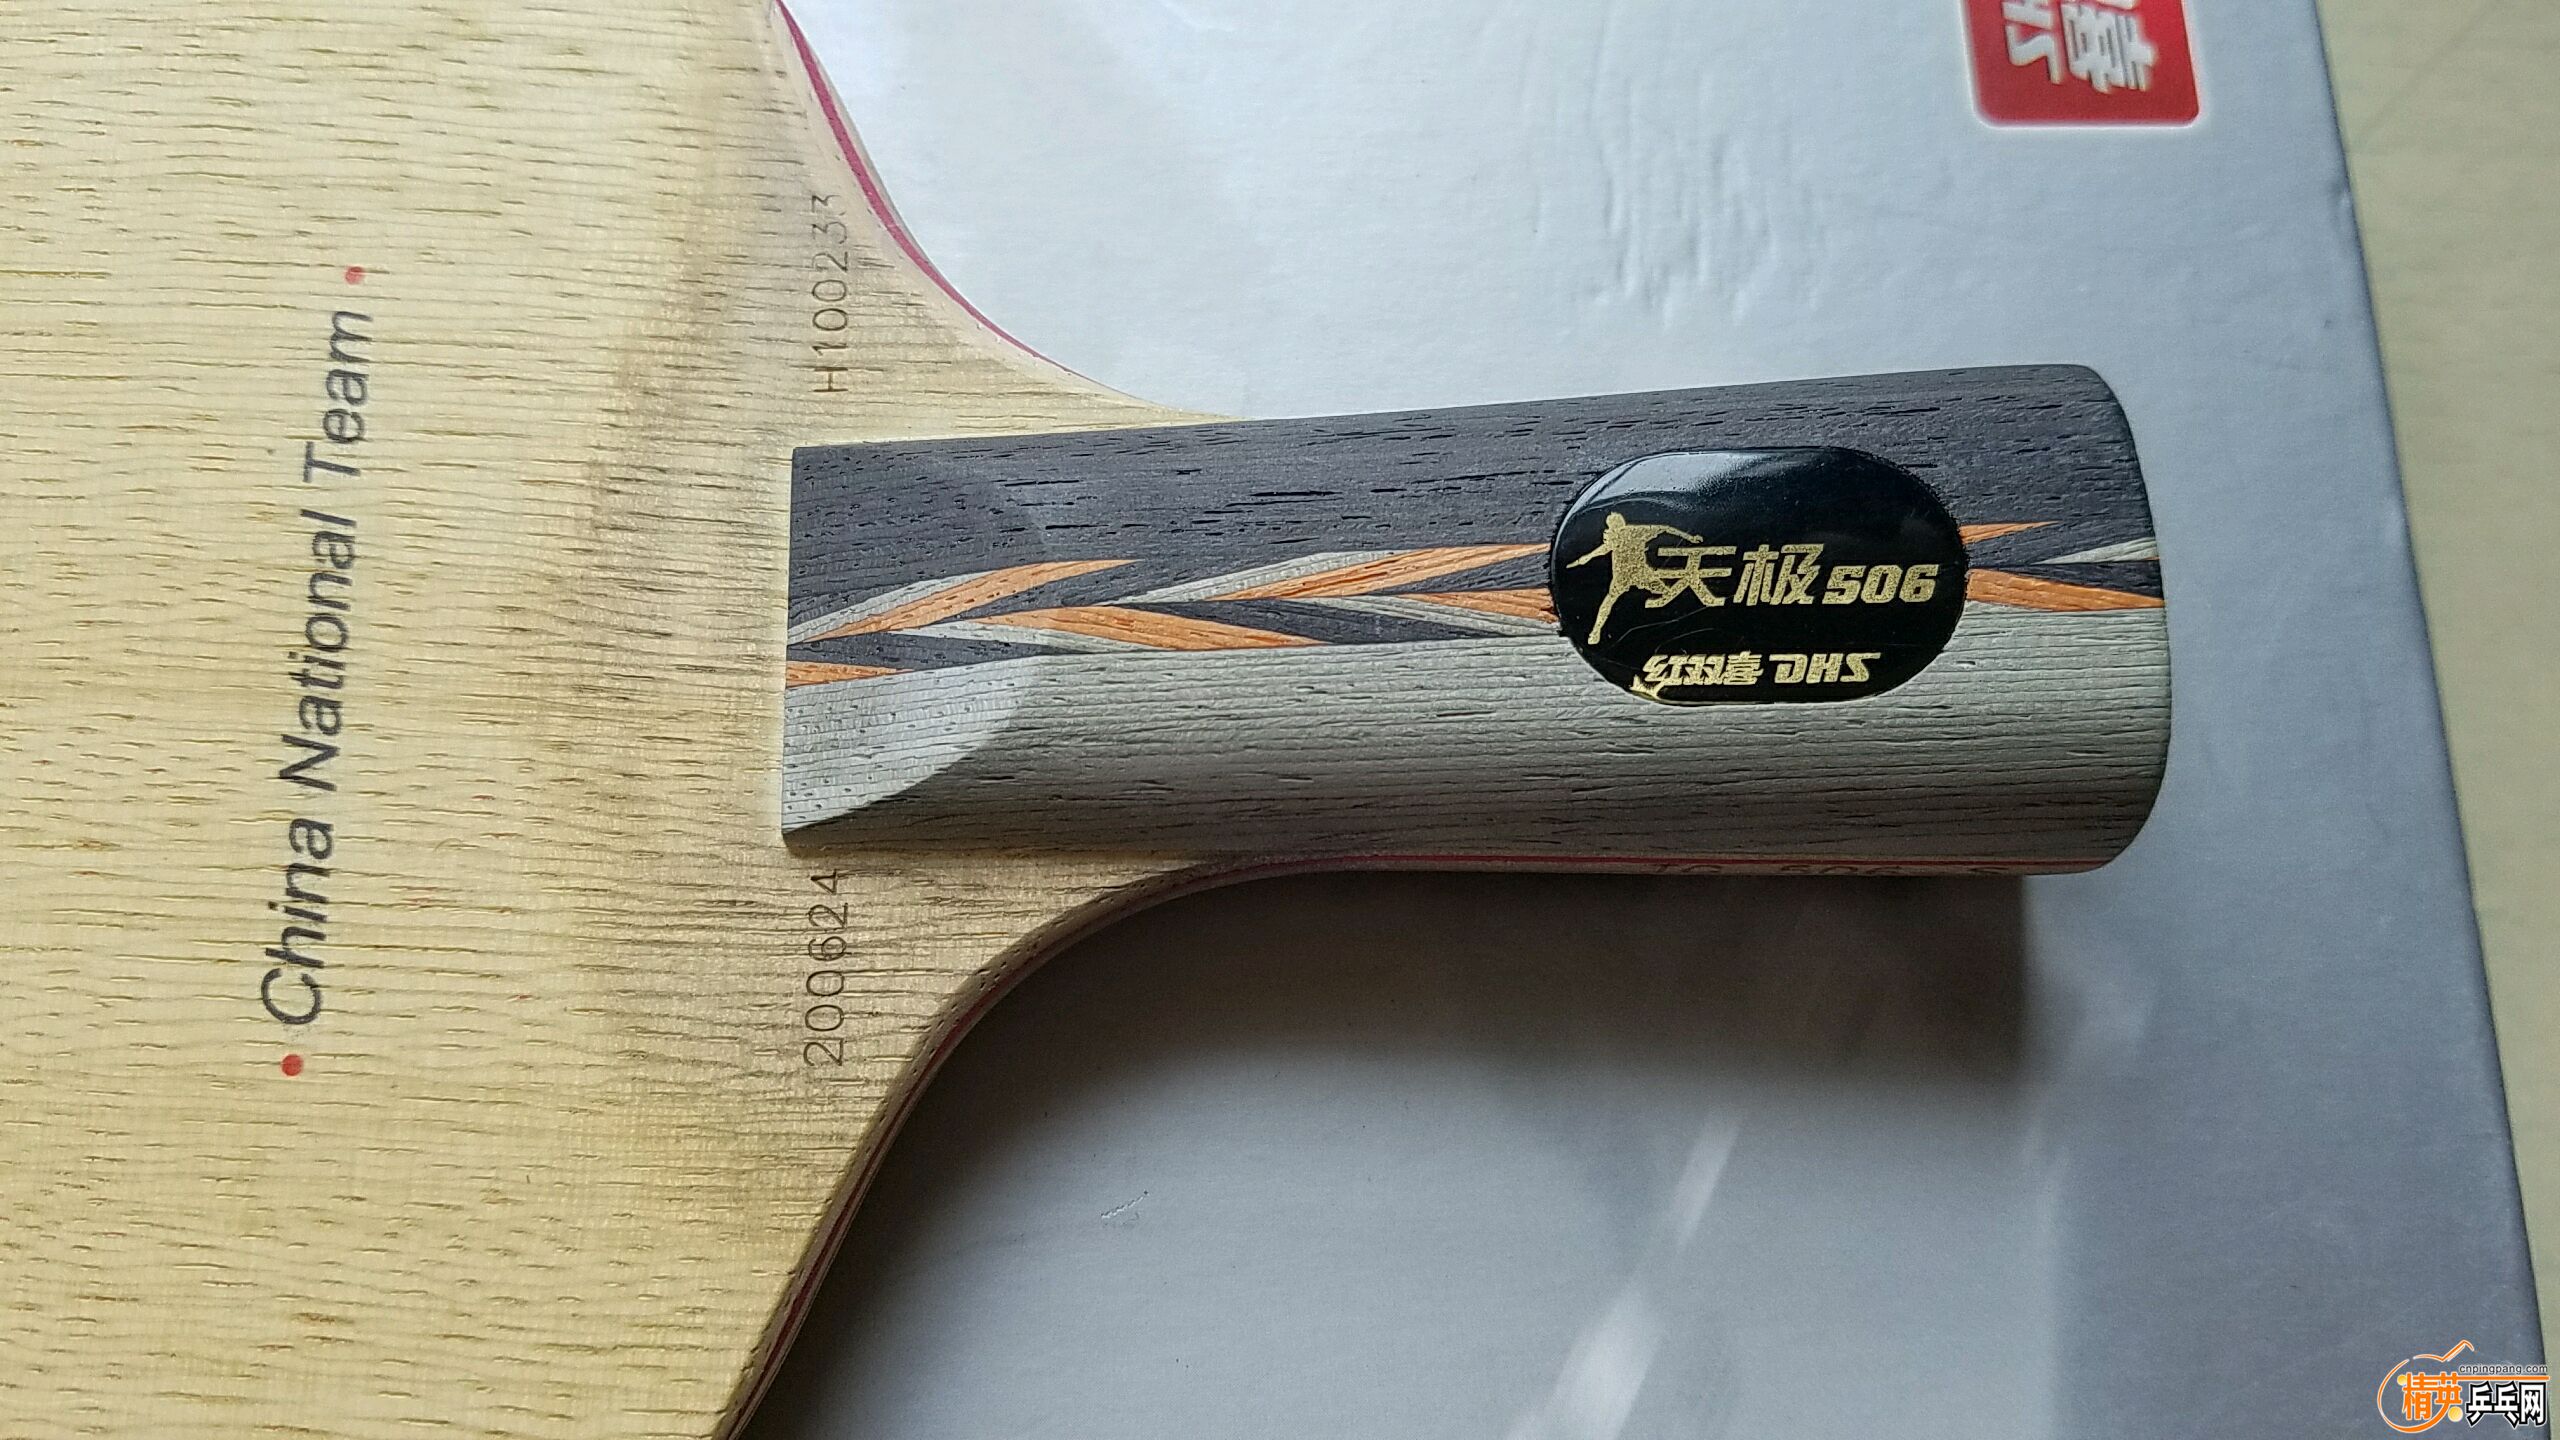 • China National Team •
H100233
200624
天极506
DHS 红双喜
cnpingpang.com
精英乒乓网